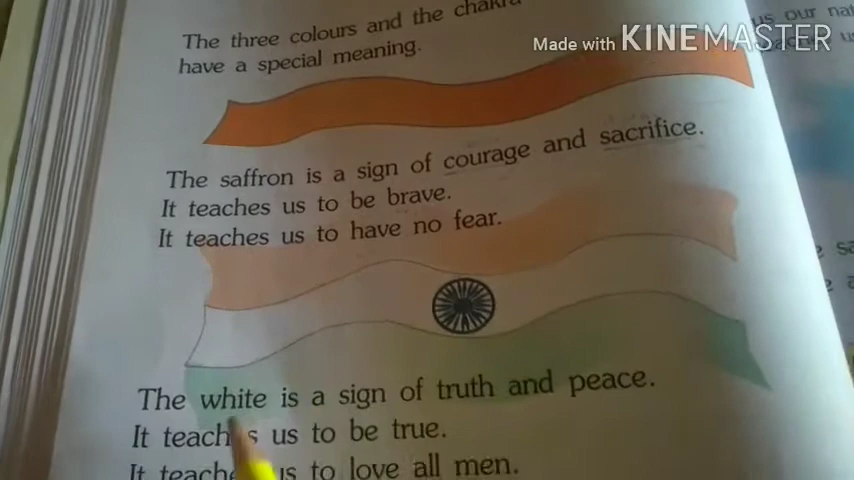 The three colours and the chakra
have a special meaning.
Made with KINEMASTER
The saffron is a sign of courage and sacrifice.
It teaches us to be brave.
It teaches us to have no fear.
The white is a sign of truth and peace.
It teaches us to be true.
It teaches us to love all men.
us our